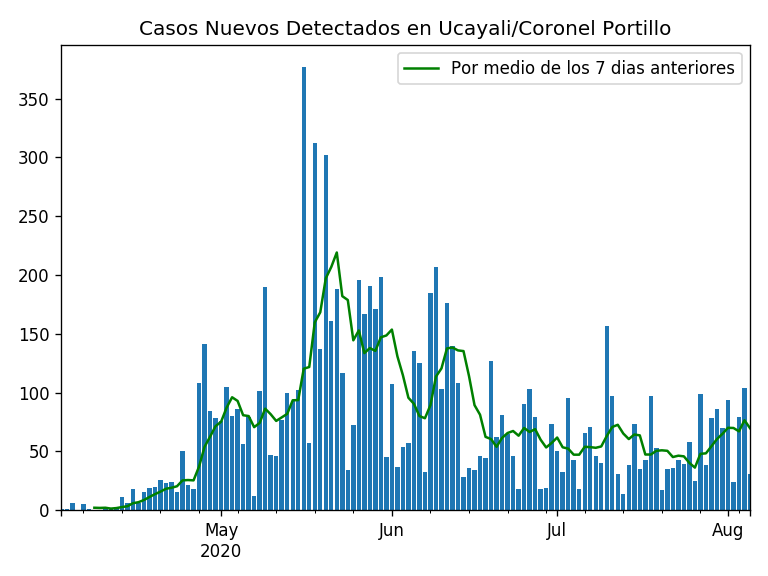 Casos Nuevos Detectados en Ucayali/Coronel Portillo
Por medio de los 7 dias anteriores
350
300
250
200
150
100
50
0
May
2020
Jun
Jul
Aug